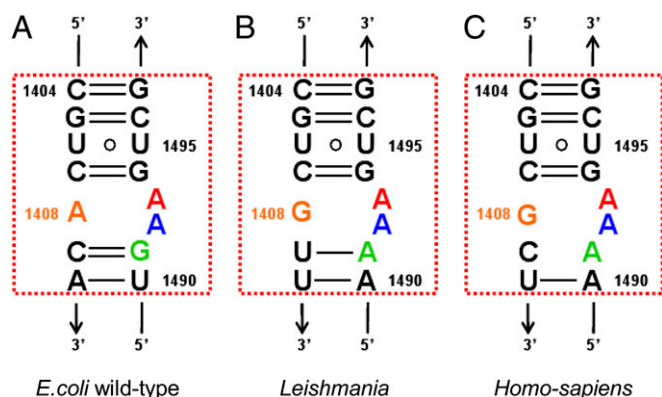 A 5’ 3’ B 5’ 3’ C 5’ 3’
1404 C G 1404 C G 1404 C G
G C G C G C
U U 1495 U U 1495 U U 1495
C G C G C G
A A A
1408 A A 1408 G A 1408 G A
C G U A C A
A U 1490 U A 1490 U A 1490
3’ 5’ 3’ 5’ 3’ 5’
E.coli wild-type Leishmania Homo-sapiens